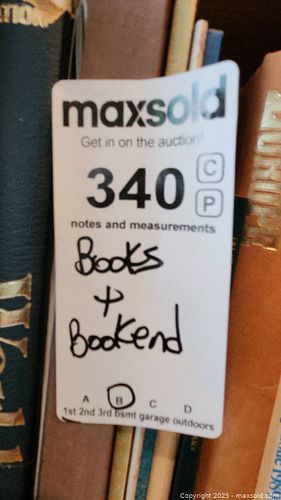 maxsold
Get in on the auction!
340
C
P
notes and measurements
Books
+
Bookend
A B C D
1st 2nd 3rd bsmt garage outdoors
Copyright © 2025 - maxsold.com